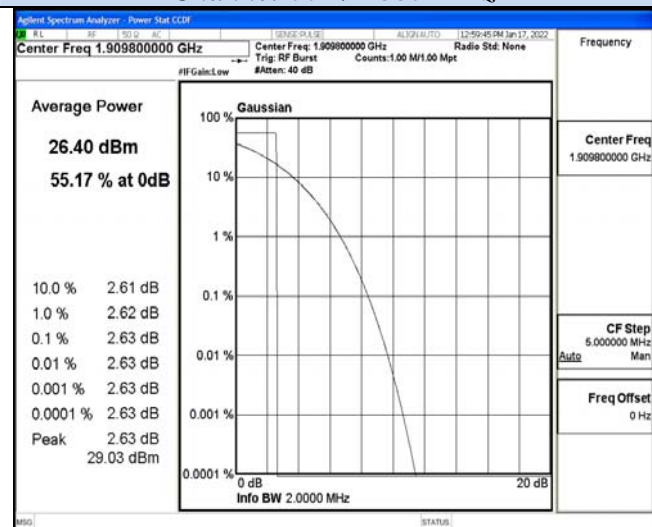 Agilent Spectrum Analyzer - Power Stat CCDF
RL RF 50 Ω AC SENSE:PULSE ALIGN AUTO 12:59:45 PM Jan 17, 2022
Center Freq 1.909800000 GHz
Center Freq: 1.909800000 GHz Radio Std: None
Trig: RF Burst Counts:1.00 M/1.00 Mpt
#IFGain:Low #Atten: 40 dB
Frequency
Average Power
26.40 dBm
55.17 % at 0dB
10.0 % 2.61 dB
1.0 % 2.62 dB
0.1 % 2.63 dB
0.01 % 2.63 dB
0.001 % 2.63 dB
0.0001 % 2.63 dB
Peak 2.63 dB
29.03 dBm
Gaussian
100 %
10 %
1 %
0.1 %
0.01 %
0.001 %
0.0001 %
0 dB 20 dB
Info BW 2.0000 MHz
Center Freq
1.909800000 GHz
CF Step
5.000000 MHz
Auto Man
Freq Offset
0 Hz
MSG STATUS